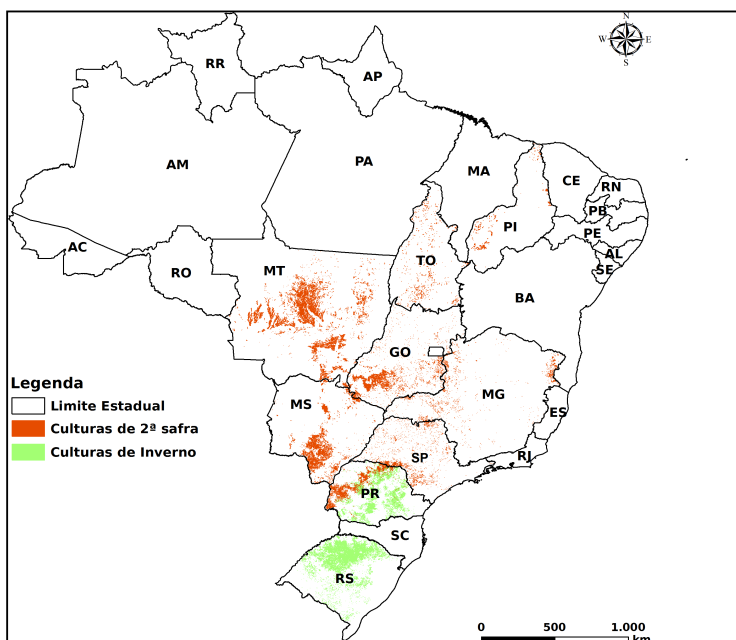 N
W E
S
RR
AP
AM
PA
MA
CE
RN
PB
PI
PE
AC
TO
AL
SE
RO
MT
BA
GO
MG
MS
ES
SP
RJ
PR
SC
RS
Legenda
Limite Estadual
Culturas de 2ª safra
Culturas de Inverno
0 500 1.000
km